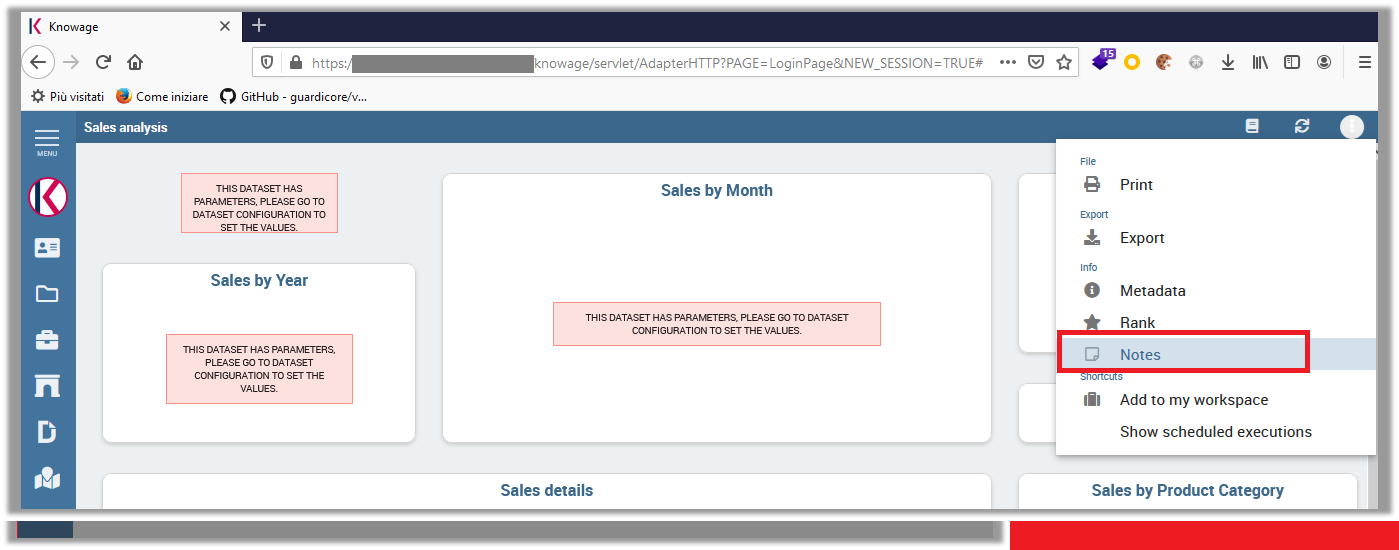 Knowage
https:/
knowage/servlet/AdapterHTTP?PAGE=LoginPage&NEW_SESSION=TRUE#
15
Più visitati
Come iniziare
GitHub - guardicore/v...
MENU
Sales analysis
THIS DATASET HAS
PARAMETERS, PLEASE GO TO
DATASET CONFIGURATION TO
SET THE VALUES.
Sales by Year
THIS DATASET HAS PARAMETERS,
PLEASE GO TO DATASET
CONFIGURATION TO SET THE
VALUES.
Sales by Month
THIS DATASET HAS PARAMETERS, PLEASE GO TO DATASET
CONFIGURATION TO SET THE VALUES.
File
Print
Export
Export
Info
Metadata
Rank
Notes
Shortcuts
Add to my workspace
Show scheduled executions
Sales details
Sales by Product Category